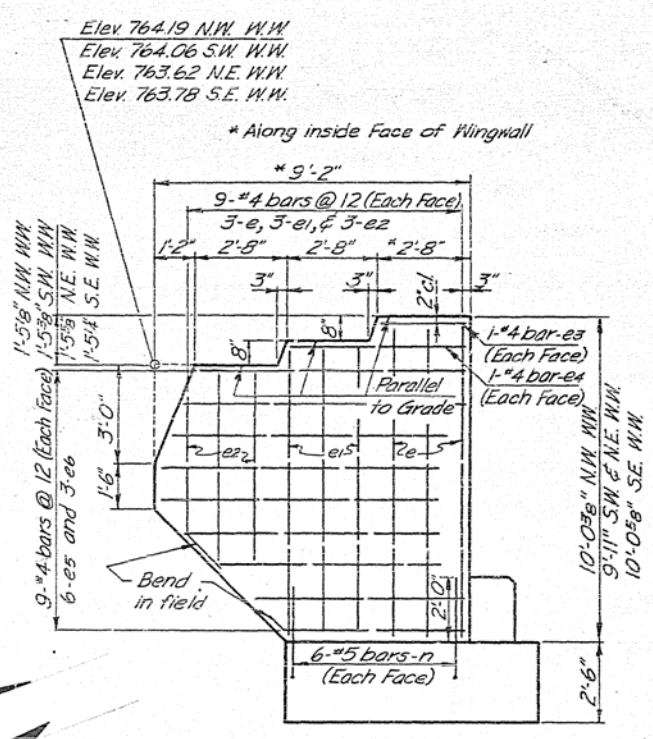 Elev. 764.19 N.W. W.W.
Elev. 764.06 S.W. W.W.
Elev. 763.62 N.E. W.W.
Elev. 763.78 S.E. W.W.
* Along inside Face of Wingwall
* 9'-2"
9-#4 bars @ 12 (Each Face)
3-e, 3-e1, & 3-e2
1'-2"
2'-8"
2'-8"
* 2'-8"
3"
3"
2" cl.
3"
1'-5⅛" N.W. W.W.
1'-5⅜" S.W. W.W.
1'-5⅝" N.E. W.W.
1'-5¼" S.E. W.W.
8"
8"
1-#4 bar-e3
(Each Face)
1-#4 bar-e4
(Each Face)
Parallel
to Grade
9-#4 bars @ 12 (Each Face)
6-e5 and 3-e6
3'-0"
1'-6"
e2
e1
e
10'-0⅜" N.W. W.W.
9'-11" S.W. & N.E. W.W.
10'-0⅝" S.E. W.W.
Bend
in field
2'-0"
6-#5 bars-n
(Each Face)
2'-6"